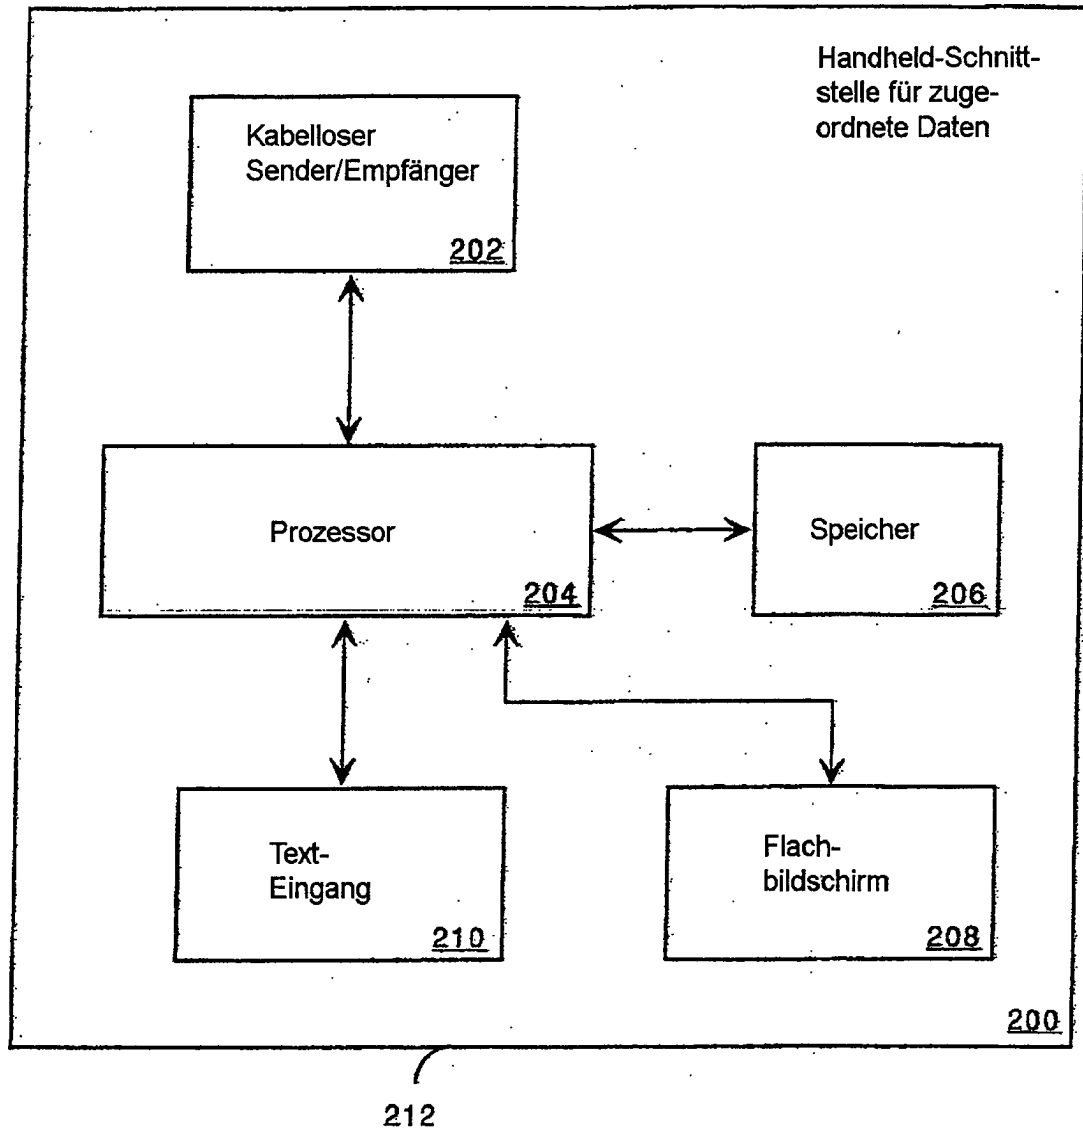 Handheld-Schnitt-
stelle für zuge-
ordnete Daten
Kabelloser
Sender/Empfänger
202
Prozessor
204
Speicher
206
Text-
Eingang
210
Flach-
bildschirm
208
200
212